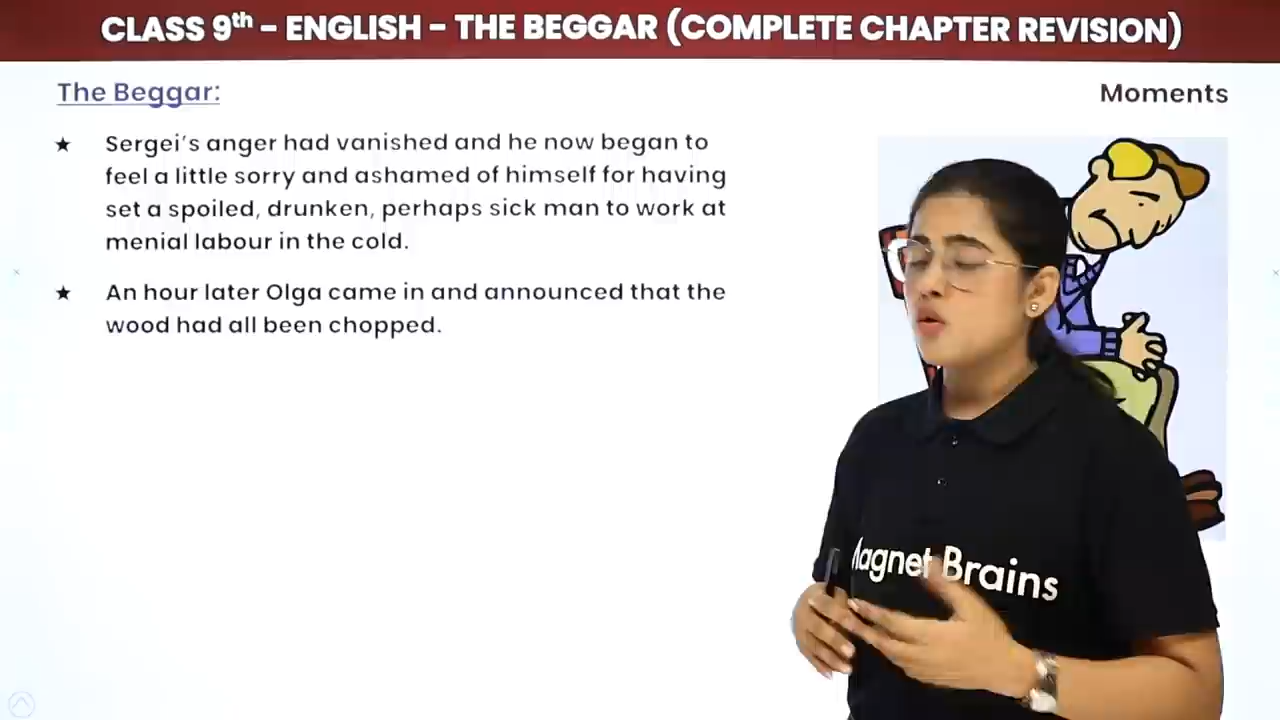 CLASS 9th – ENGLISH – THE BEGGAR (COMPLETE CHAPTER REVISION)
The Beggar:
Moments
★ Sergei's anger had vanished and he now began to
feel a little sorry and ashamed of himself for having
set a spoiled, drunken, perhaps sick man to work at
menial labour in the cold.
★ An hour later Olga came in and announced that the
wood had all been chopped.
Magnet Brains